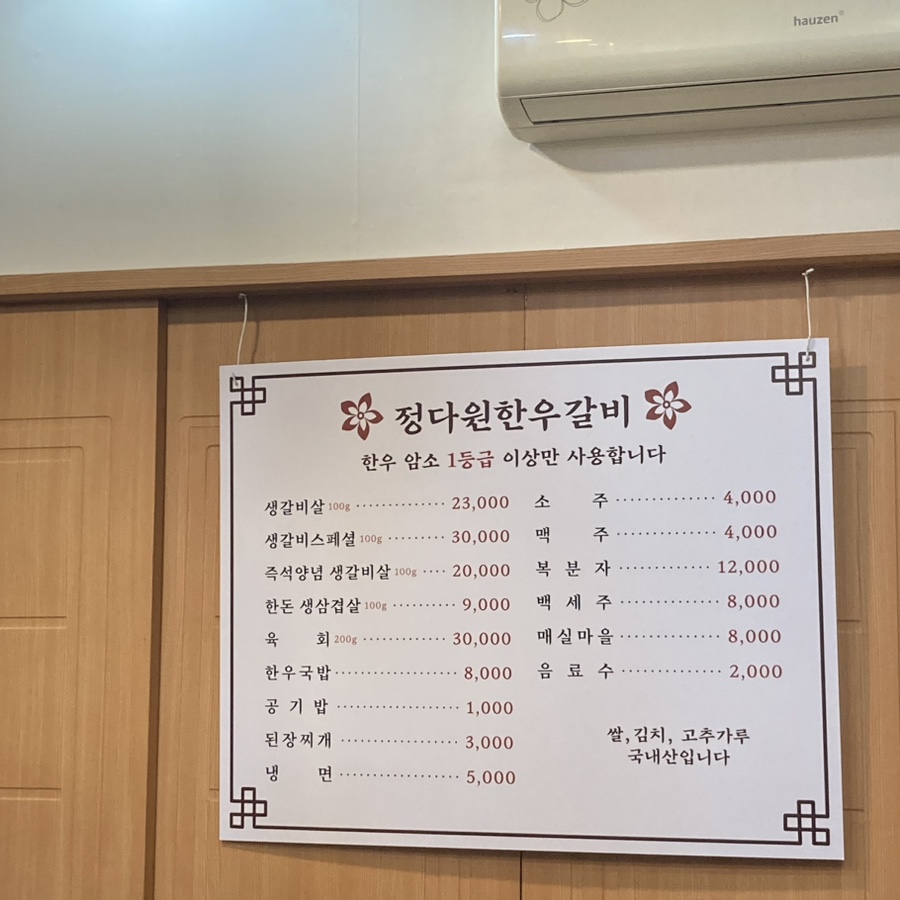 hauzen
정다원한우갈비
한우 암소 1등급 이상만 사용합니다
생갈비살 100g 23,000
생갈비스페셜 100g 30,000
즉석양념 생갈비살 100g 20,000
한돈 생삼겹살 100g 9,000
육 회 200g 30,000
한우국밥 8,000
공 기 밥 1,000
된장찌개 3,000
냉 면 5,000
소 주 4,000
맥 주 4,000
복 분 자 12,000
백 세 주 8,000
매실마을 8,000
음 료 수 2,000
쌀, 김치, 고추가루
국내산입니다